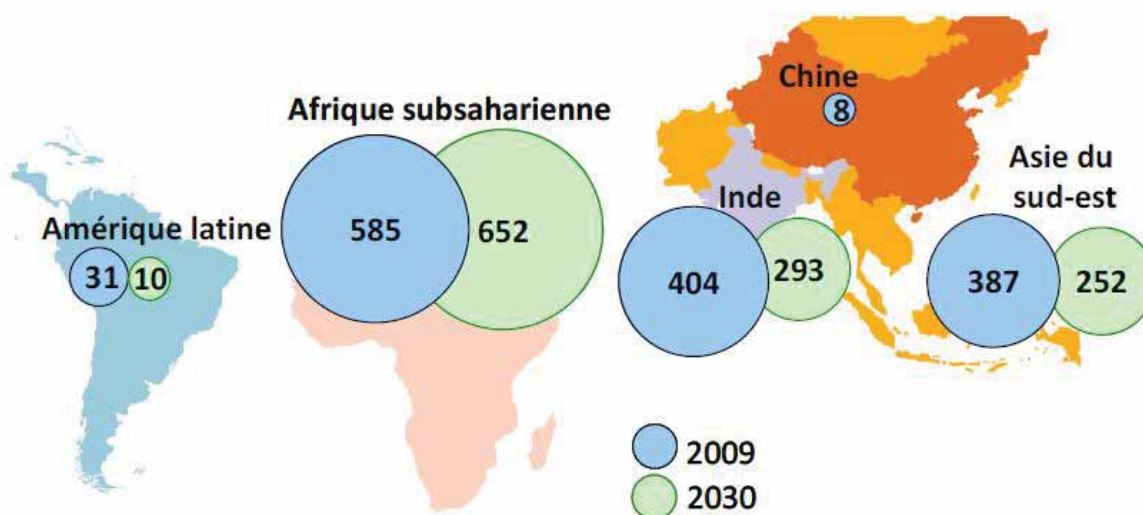 Amérique latine
31
10
Afrique subsaharienne
585
652
Chine
8
Inde
404
293
Asie du
sud-est
387
252
2009
2030